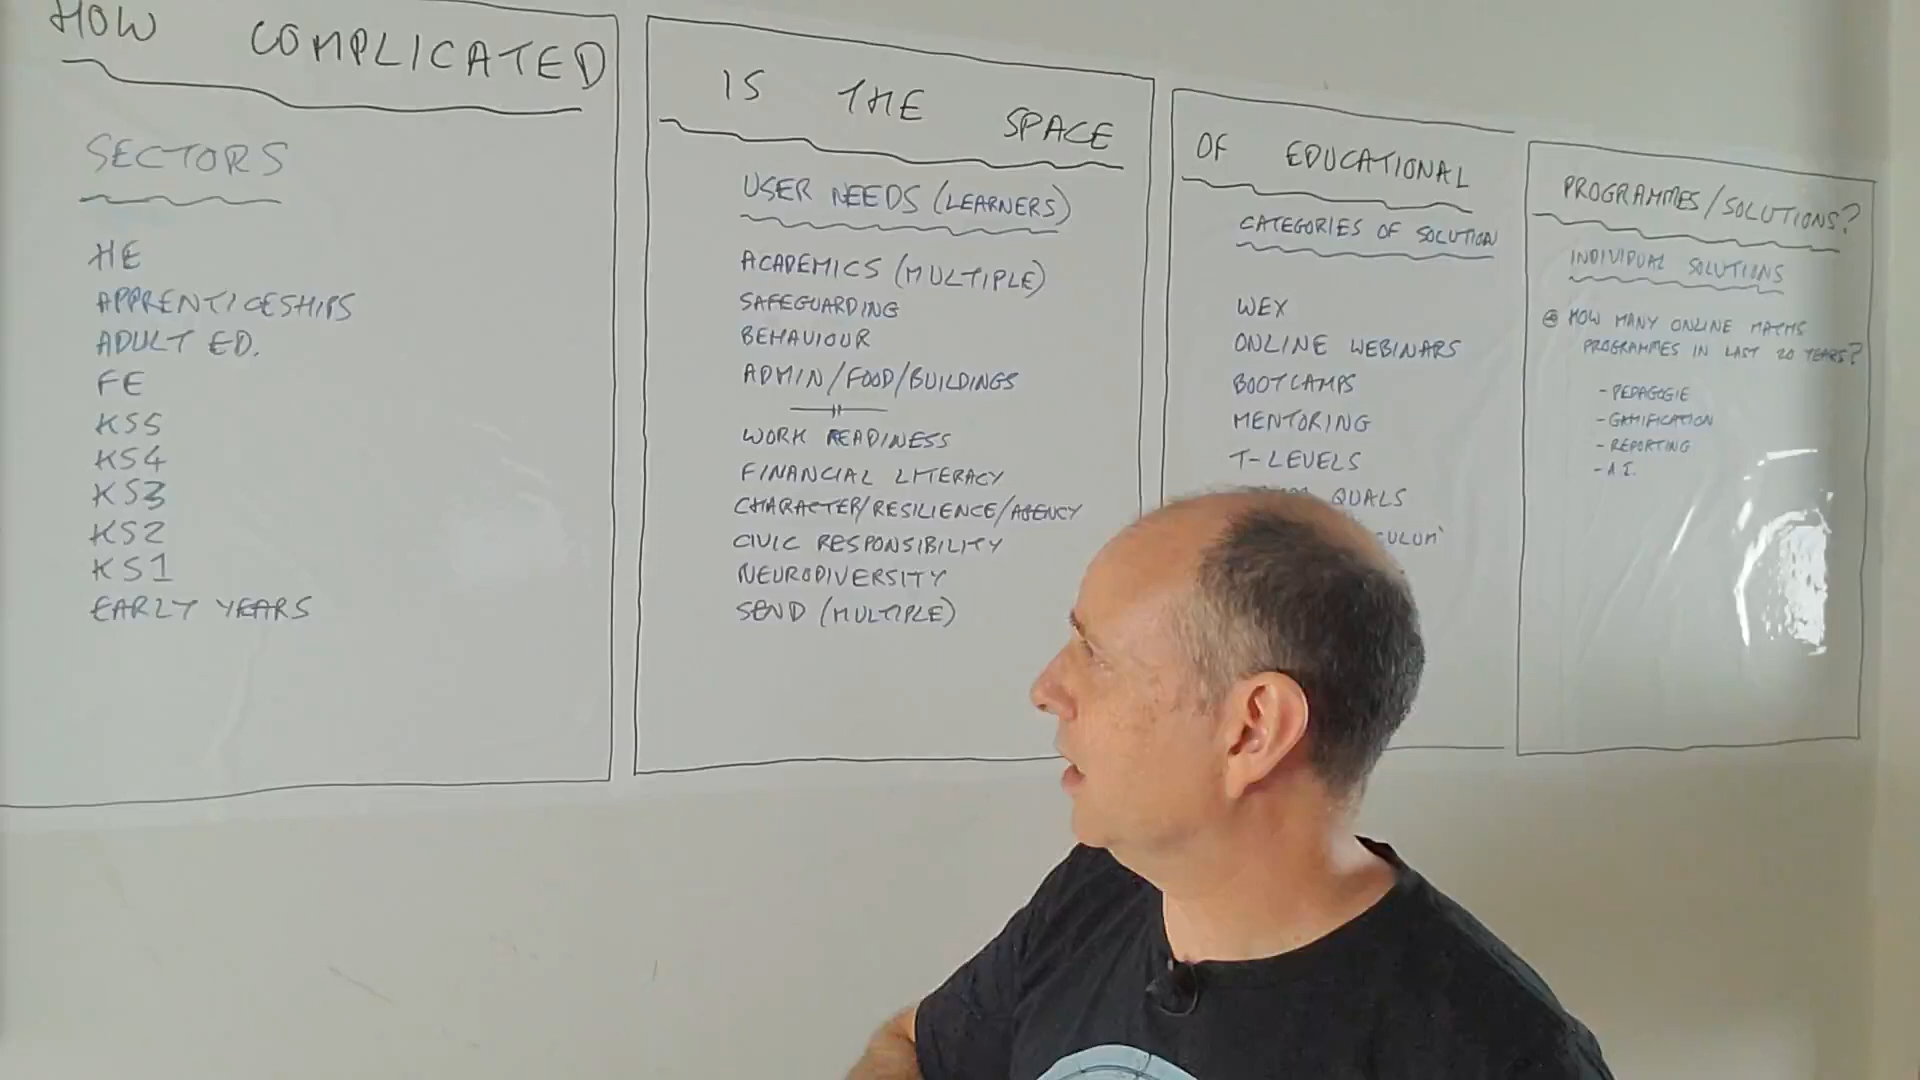 HOW COMPLICATED
SECTORS
HE
APPRENTICESHIPS
ADULT ED.
FE
KS5
KS4
KS3
KS2
KS1
EARLY YEARS
IS THE SPACE
USER NEEDS (LEARNERS)
ACADEMICS (MULTIPLE)
SAFEGUARDING
BEHAVIOUR
ADMIN/FOOD/BUILDINGS
WORK READINESS
FINANCIAL LITERACY
CHARACTER/RESILIENCE/AGENCY
CIVIC RESPONSIBILITY
NEURODIVERSITY
SEND (MULTIPLE)
OF EDUCATIONAL
CATEGORIES OF SOLUTION
WEX
ONLINE WEBINARS
BOOTCAMPS
MENTORING
T-LEVELS
QUALS
PROGRAMMES/SOLUTIONS?
INDIVIDUAL SOLUTIONS
HOW MANY ONLINE MATHS
PROGRAMMES IN LAST 20 YEARS?
- PEDAGOGIE
- GAMIFICATION
- REPORTING
- A.I.